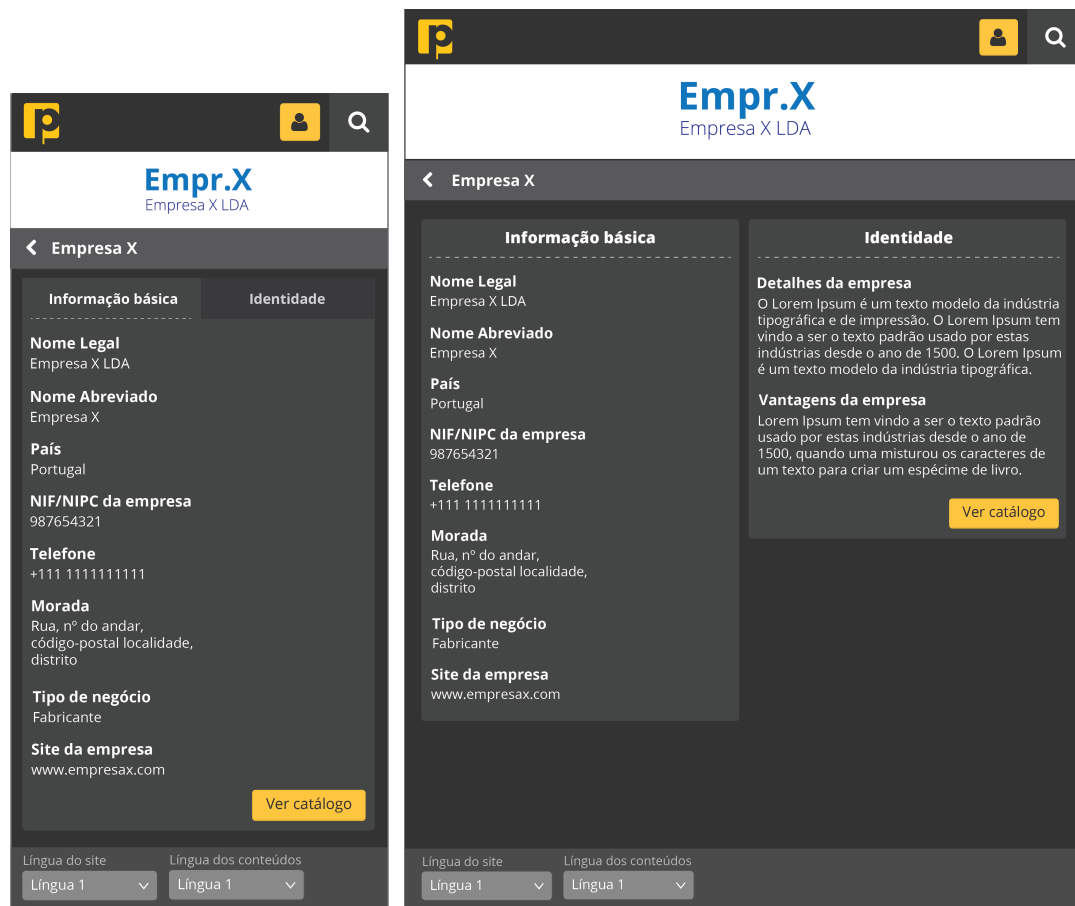 Empr.X
Empresa X LDA
Empresa X
Informação básica
Identidade
Nome Legal
Empresa X LDA
Nome Abreviado
Empresa X
País
Portugal
NIF/NIPC da empresa
987654321
Telefone
+111 1111111111
Morada
Rua, nº do andar,
código-postal localidade,
distrito
Tipo de negócio
Fabricante
Site da empresa
www.empresax.com
Ver catálogo
Língua do site
Língua dos conteúdos
Língua 1
Língua 1
Empr.X
Empresa X LDA
Empresa X
Informação básica
Nome Legal
Empresa X LDA
Nome Abreviado
Empresa X
País
Portugal
NIF/NIPC da empresa
987654321
Telefone
+111 1111111111
Morada
Rua, nº do andar,
código-postal localidade,
distrito
Tipo de negócio
Fabricante
Site da empresa
www.empresax.com
Identidade
Detalhes da empresa
O Lorem Ipsum é um texto modelo da indústria
tipográfica e de impressão. O Lorem Ipsum tem
vindo a ser o texto padrão usado por estas
indústrias desde o ano de 1500. O Lorem Ipsum
é um texto modelo da indústria tipográfica.
Vantagens da empresa
Lorem Ipsum tem vindo a ser o texto padrão
usado por estas indústrias desde o ano de
1500, quando uma misturou os caracteres de
um texto para criar um espécime de livro.
Ver catálogo
Língua do site
Língua dos conteúdos
Língua 1
Língua 1